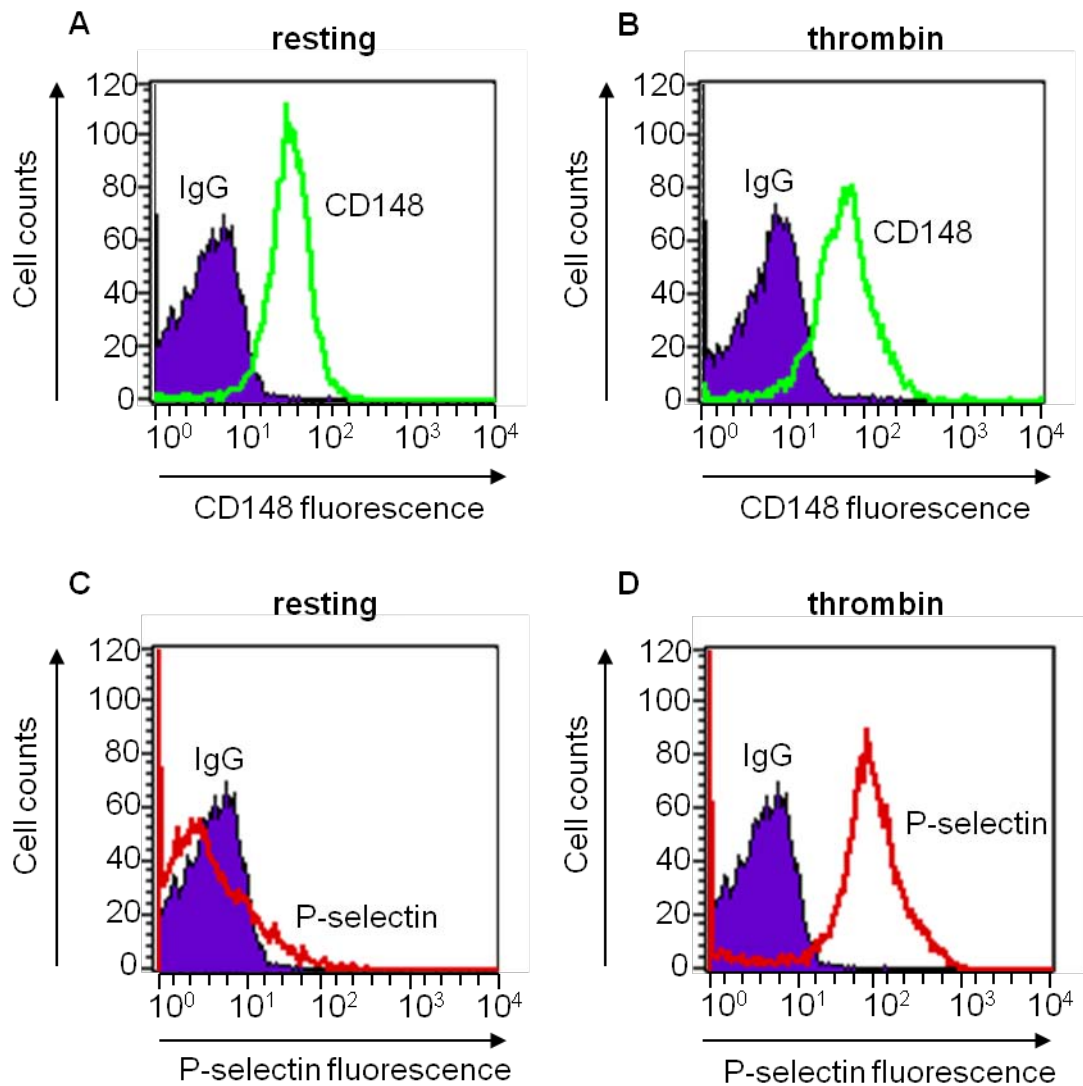 A
resting
120
100
80
60
40
20
0
Cell counts
IgG
CD148
10⁰ 10¹ 10² 10³ 10⁴
CD148 fluorescence
B
thrombin
120
100
80
60
40
20
0
Cell counts
IgG
CD148
10⁰ 10¹ 10² 10³ 10⁴
CD148 fluorescence
C
resting
120
100
80
60
40
20
0
Cell counts
IgG
P-selectin
10⁰ 10¹ 10² 10³ 10⁴
P-selectin fluorescence
D
thrombin
120
100
80
60
40
20
0
Cell counts
IgG
P-selectin
10⁰ 10¹ 10² 10³ 10⁴
P-selectin fluorescence